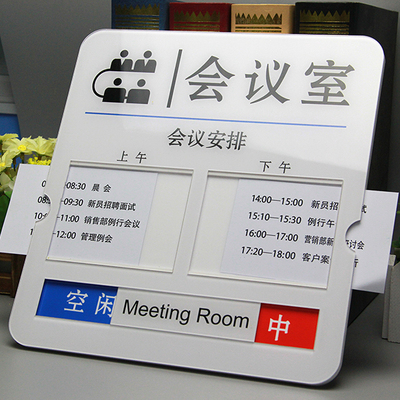 会议室
会议安排
上午
下午
08:30 晨会
09:30 新员招聘面试
11:00 销售部例行会议
12:00 管理例会
14:00—15:00 新员招
15:10—15:30 例行午
16:00—17:00 营销部新
17:20—18:00 客户案
空闲
Meeting Room
中